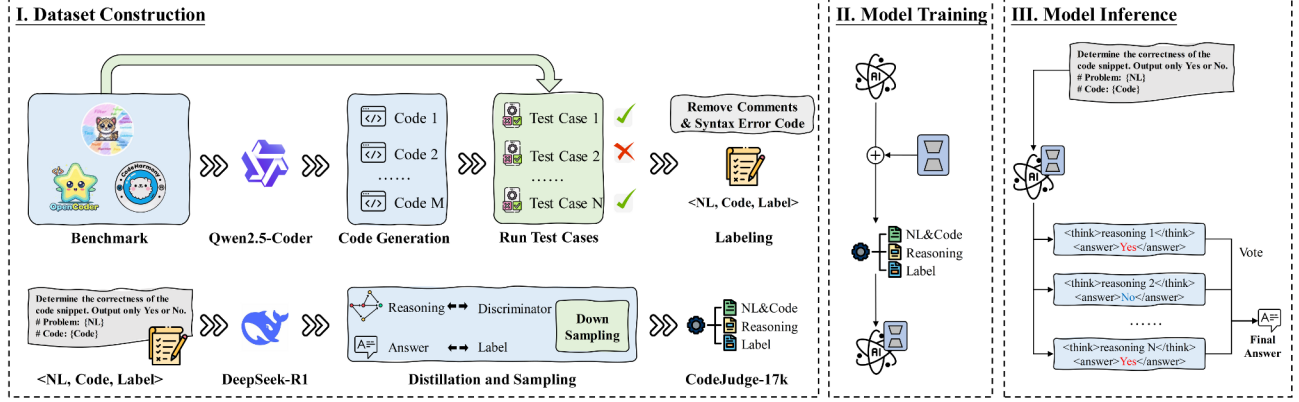 I. Dataset Construction
Code 1
Code 2
......
Code M
Test Case 1
Test Case 2
......
Test Case N
Remove Comments
& Syntax Error Code
<NL, Code, Label>
OpenCoder
CodeHarmony
Benchmark
Qwen2.5-Coder
Code Generation
Run Test Cases
Labeling
Determine the correctness of the
code snippet. Output only Yes or No.
# Problem: {NL}
# Code: {Code}
<NL, Code, Label>
DeepSeek-R1
Reasoning
Discriminator
Answer
Label
Down
Sampling
Distillation and Sampling
NL&Code
Reasoning
Label
CodeJudge-17k
II. Model Training
AI
NL&Code
Reasoning
Label
AI
III. Model Inference
Determine the correctness of the
code snippet. Output only Yes or No.
# Problem: {NL}
# Code: {Code}
AI
<think>reasoning 1</think>
<answer>Yes</answer>
<think>reasoning 2</think>
<answer>No</answer>
......
<think>reasoning N</think>
<answer>Yes</answer>
Vote
Final
Answer